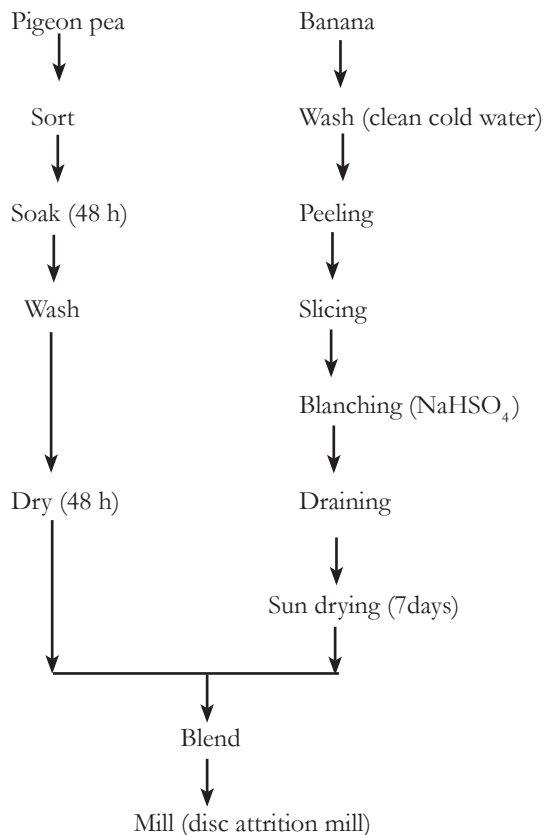 Pigeon pea
Sort
Soak (48 h)
Wash
Dry (48 h)
Banana
Wash (clean cold water)
Peeling
Slicing
Blanching (NaHSO₄)
Draining
Sun drying (7days)
Blend
Mill (disc attrition mill)